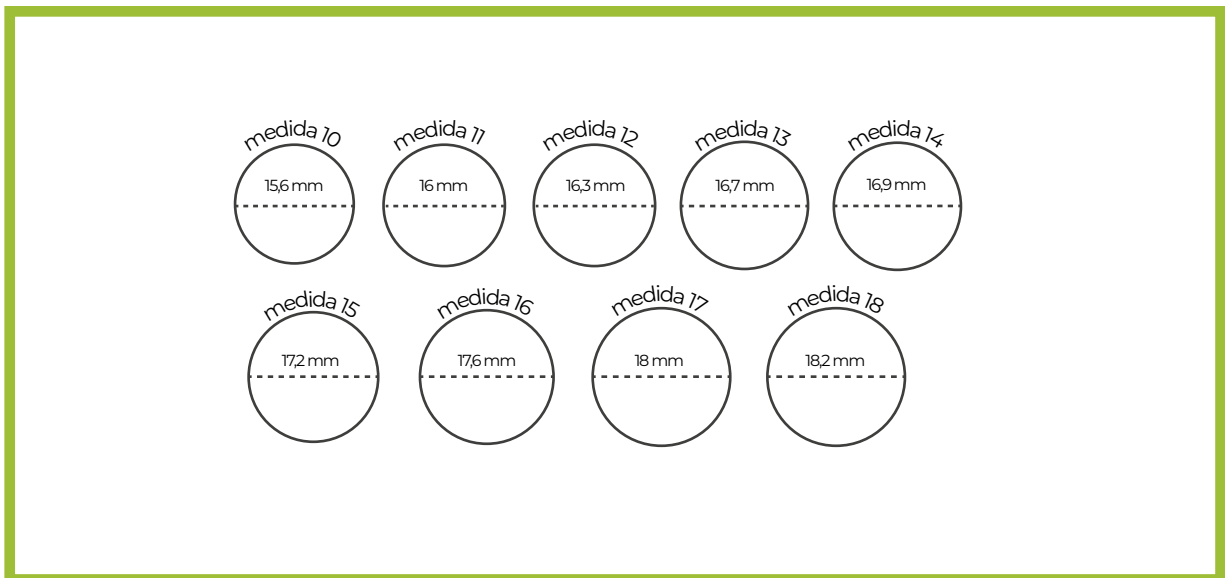 medida 10
15,6 mm
medida 11
16 mm
medida 12
16,3 mm
medida 13
16,7 mm
medida 14
16,9 mm
medida 15
17,2 mm
medida 16
17,6 mm
medida 17
18 mm
medida 18
18,2 mm